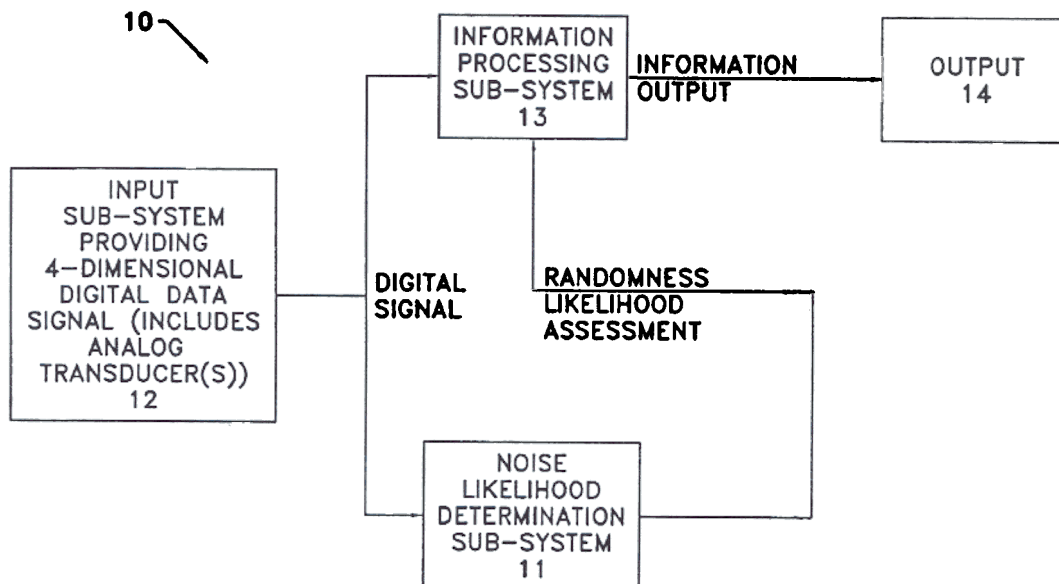 10
INFORMATION
PROCESSING
SUB-SYSTEM
13
INFORMATION
OUTPUT
OUTPUT
14
INPUT
SUB-SYSTEM
PROVIDING
4-DIMENSIONAL
DIGITAL DATA
SIGNAL (INCLUDES
ANALOG
TRANSDUCER(S))
12
DIGITAL
SIGNAL
RANDOMNESS
LIKELIHOOD
ASSESSMENT
NOISE
LIKELIHOOD
DETERMINATION
SUB-SYSTEM
11